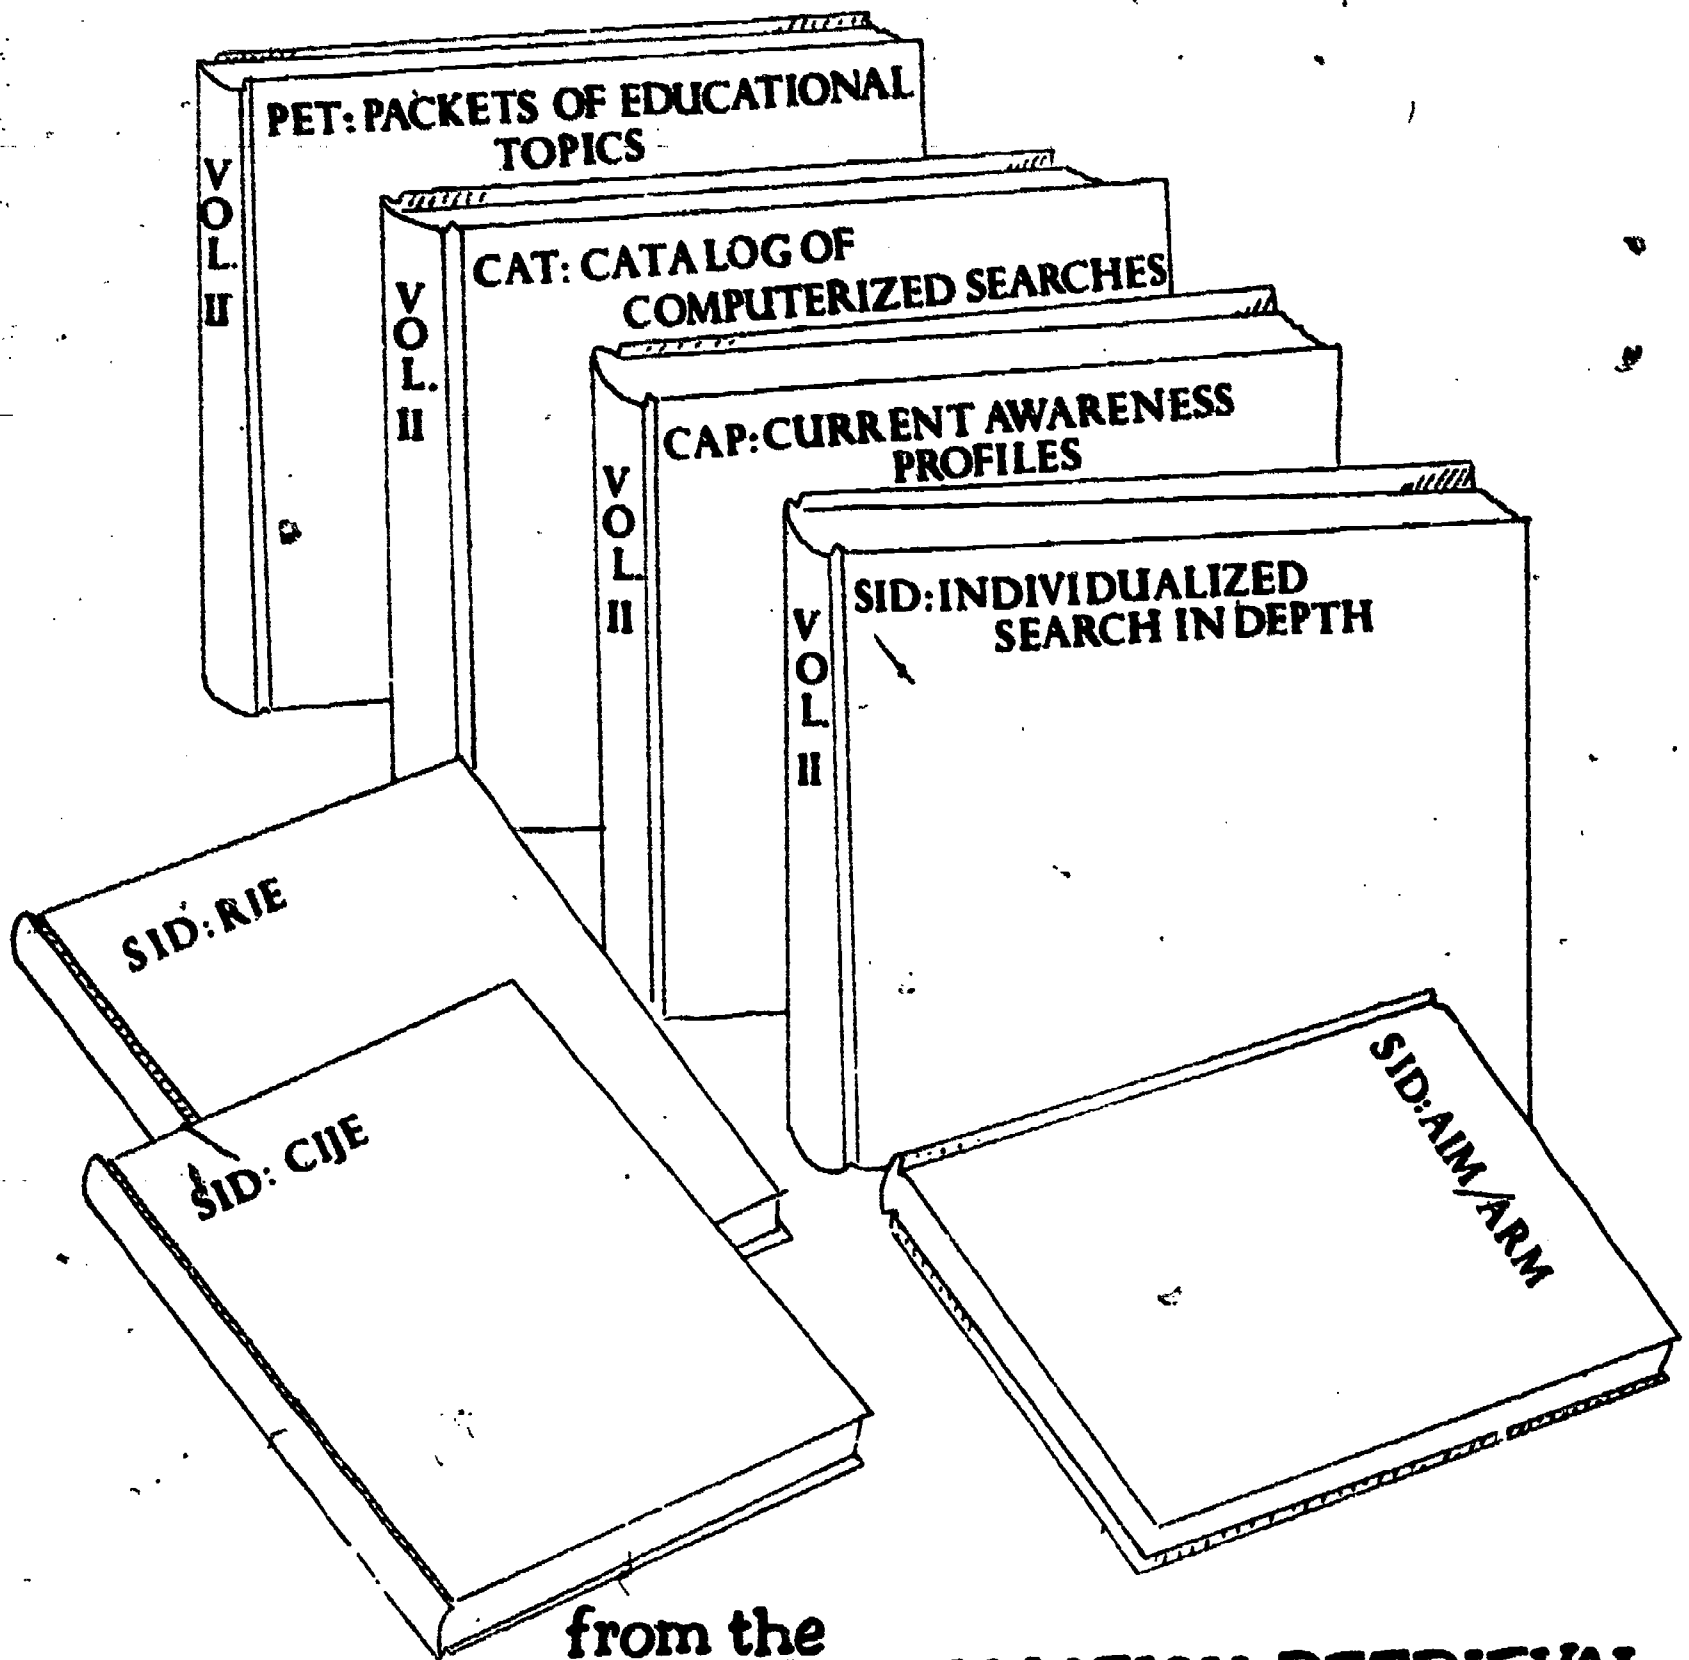 PET: PACKETS OF EDUCATIONAL
TOPICS
VOL. II
CAT: CATALOG OF
COMPUTERIZED SEARCHES
VOL. II
CAP: CURRENT AWARENESS
PROFILES
VOL. II
SID: INDIVIDUALIZED
SEARCH IN DEPTH
VOL. II
SID: RIE
SID: CIJE
SID: AIM/ARM
from the
RETRIEVAL